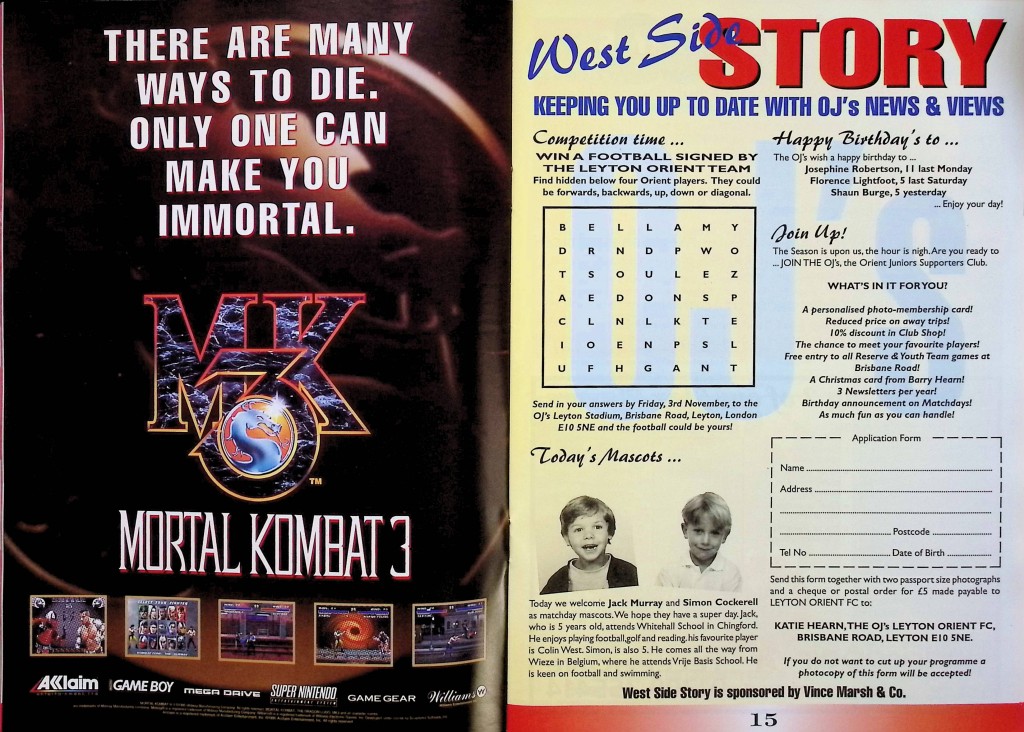 THERE ARE MANY
WAYS TO DIE.
ONLY ONE CAN
MAKE YOU
IMMORTAL.
MK
3
TM
MORTAL KOMBAT 3
AKklaim
GAME BOY
MEGA DRIVE
SUPER NINTENDO
ENTERTAINMENT SYSTEM
GAME GEAR
Williams
West Side STORY
KEEPING YOU UP TO DATE WITH OJ's NEWS & VIEWS
Competition time ...
WIN A FOOTBALL SIGNED BY
THE LEYTON ORIENT TEAM
Find hidden below four Orient players. They could
be forwards, backwards, up, down or diagonal.
B E L L A M Y
D R N D P W O
T S O U L E Z
A E D O N S P
C L N L K T E
I O E N P S L
U F H G A N T
Send in your answers by Friday, 3rd November, to the
OJ's Leyton Stadium, Brisbane Road, Leyton, London
E10 5NE and the football could be yours!
Today's Mascots ...
Today we welcome Jack Murray and Simon Cockerell
as matchday mascots. We hope they have a super day. Jack,
who is 5 years old, attends Whitehall School in Chingford.
He enjoys playing football, golf and reading, his favourite player
is Colin West. Simon, is also 5. He comes all the way from
Wieze in Belgium, where he attends Vrije Basis School. He
is keen on football and swimming.
Happy Birthday's to ...
The OJ's wish a happy birthday to ...
Josephine Robertson, 11 last Monday
Florence Lightfoot, 5 last Saturday
Shaun Burge, 5 yesterday
... Enjoy your day!
Join Up!
The Season is upon us, the hour is nigh. Are you ready to
... JOIN THE OJ's, the Orient Juniors Supporters Club.
WHAT'S IN IT FOR YOU?
A personalised photo-membership card!
Reduced price on away trips!
10% discount in Club Shop!
The chance to meet your favourite players!
Free entry to all Reserve & Youth Team games at
Brisbane Road!
A Christmas card from Barry Hearn!
3 Newsletters per year!
Birthday announcement on Matchdays!
As much fun as you can handle!
Application Form
Name
Address
Postcode
Tel No Date of Birth
Send this form together with two passport size photographs
and a cheque or postal order for £5 made payable to
LEYTON ORIENT FC to:
KATIE HEARN, THE OJ's LEYTON ORIENT FC,
BRISBANE ROAD, LEYTON E10 5NE.
If you do not want to cut up your programme a
photocopy of this form will be accepted!
West Side Story is sponsored by Vince Marsh & Co.
15